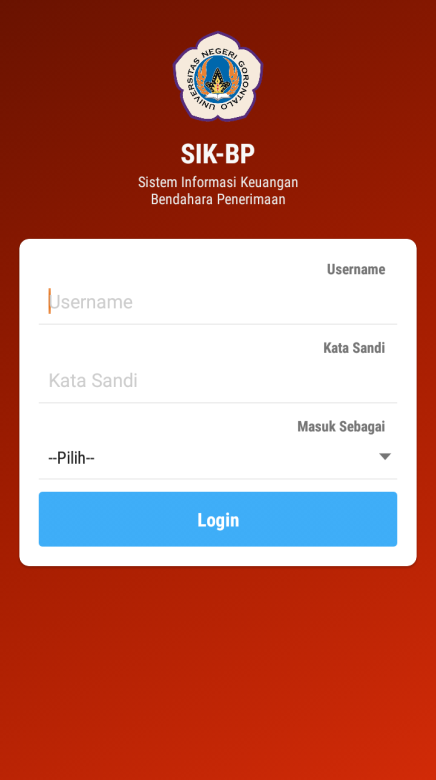 UNIVERSITAS NEGERI GORONTALO
SIK-BP
Sistem Informasi Keuangan
Bendahara Penerimaan
Username
Username
Kata Sandi
Kata Sandi
Masuk Sebagai
--Pilih--
Login